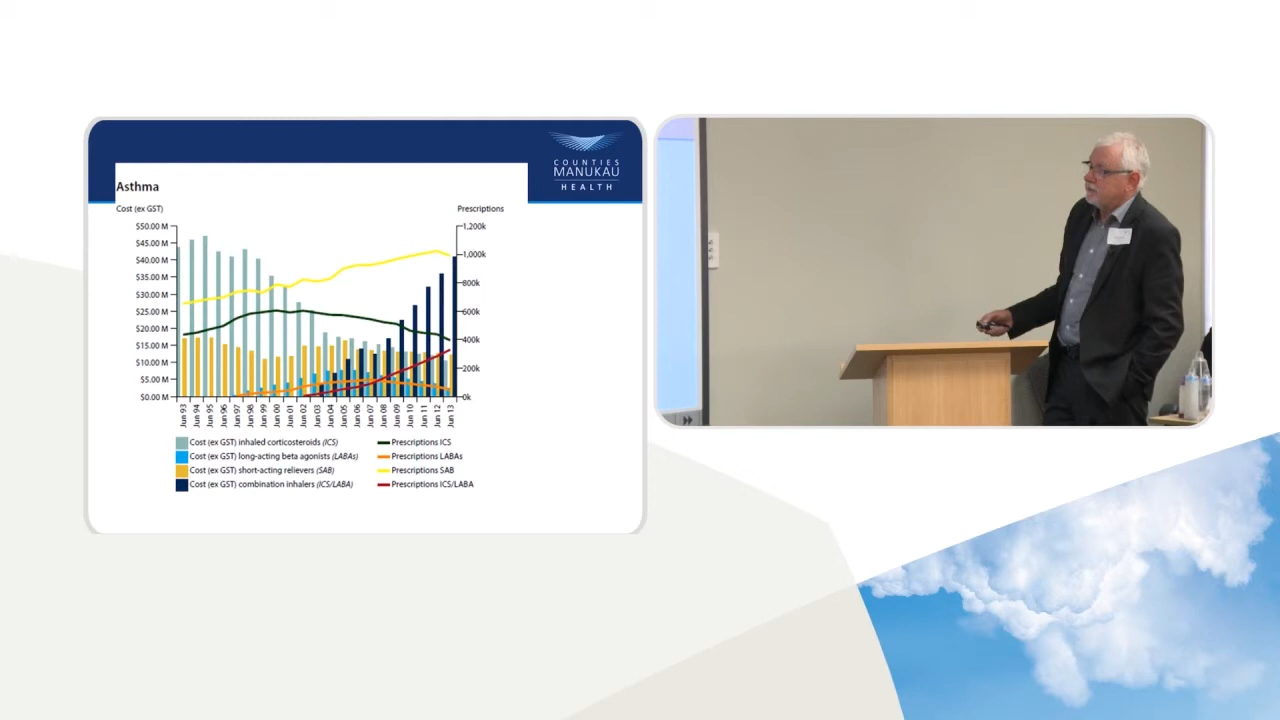 COUNTIES
MANUKAU
HEALTH
Asthma
Cost (ex GST)
Prescriptions
$50.00 M
$45.00 M
$40.00 M
$35.00 M
$30.00 M
$25.00 M
$20.00 M
$15.00 M
$10.00 M
$5.00 M
$0.00 M
1,200k
1,000k
800k
600k
400k
200k
0k
Jun 93
Jun 94
Jun 95
Jun 96
Jun 97
Jun 98
Jun 99
Jun 00
Jun 01
Jun 02
Jun 03
Jun 04
Jun 05
Jun 06
Jun 07
Jun 08
Jun 09
Jun 10
Jun 11
Jun 12
Jun 13
Cost (ex GST) inhaled corticosteroids (ICS)
Cost (ex GST) long-acting beta agonists (LABAs)
Cost (ex GST) short-acting relievers (SAB)
Cost (ex GST) combination inhalers (ICS/LABA)
Prescriptions ICS
Prescriptions LABAs
Prescriptions SAB
Prescriptions ICS/LABA